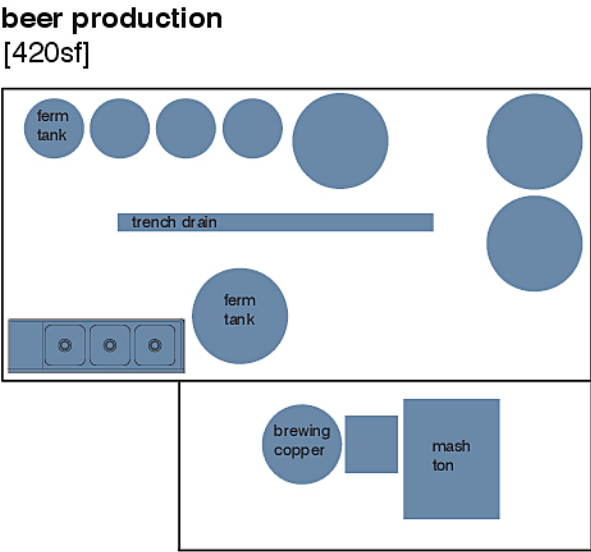 beer production
[420sf]
ferm
tank
trench drain
ferm
tank
brewing
copper
mash
ton